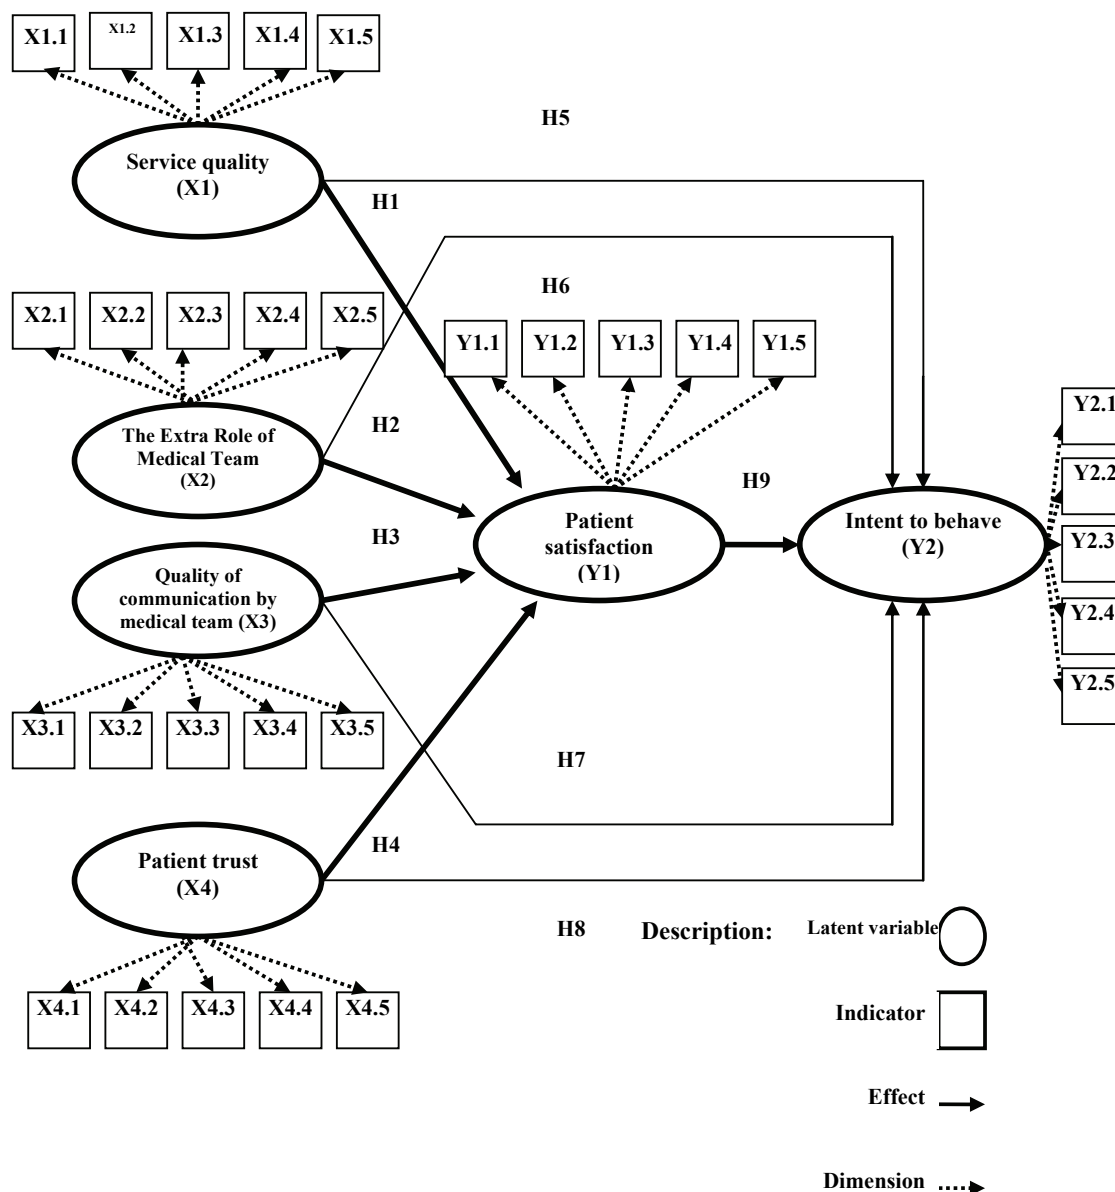 X1.1
X1.2
X1.3
X1.4
X1.5
H5
Service quality
(X1)
H1
H6
X2.1
X2.2
X2.3
X2.4
X2.5
Y1.1
Y1.2
Y1.3
Y1.4
Y1.5
The Extra Role of
Medical Team
(X2)
H2
H9
Y2.1
Y2.2
Y2.3
Y2.4
Y2.5
Patient
satisfaction
(Y1)
Intent to behave
(Y2)
H3
Quality of
communication by
medical team (X3)
X3.1
X3.2
X3.3
X3.4
X3.5
H7
H4
Patient trust
(X4)
H8
X4.1
X4.2
X4.3
X4.4
X4.5
Description:
Latent variable
Indicator
Effect
Dimension